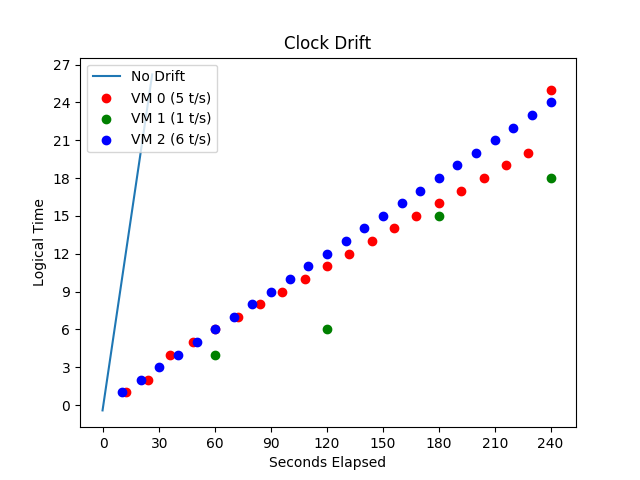 Clock Drift
No Drift
VM 0 (5 t/s)
VM 1 (1 t/s)
VM 2 (6 t/s)
27
24
21
18
15
12
9
6
3
0
Logical Time
0 30 60 90 120 150 180 210 240
Seconds Elapsed